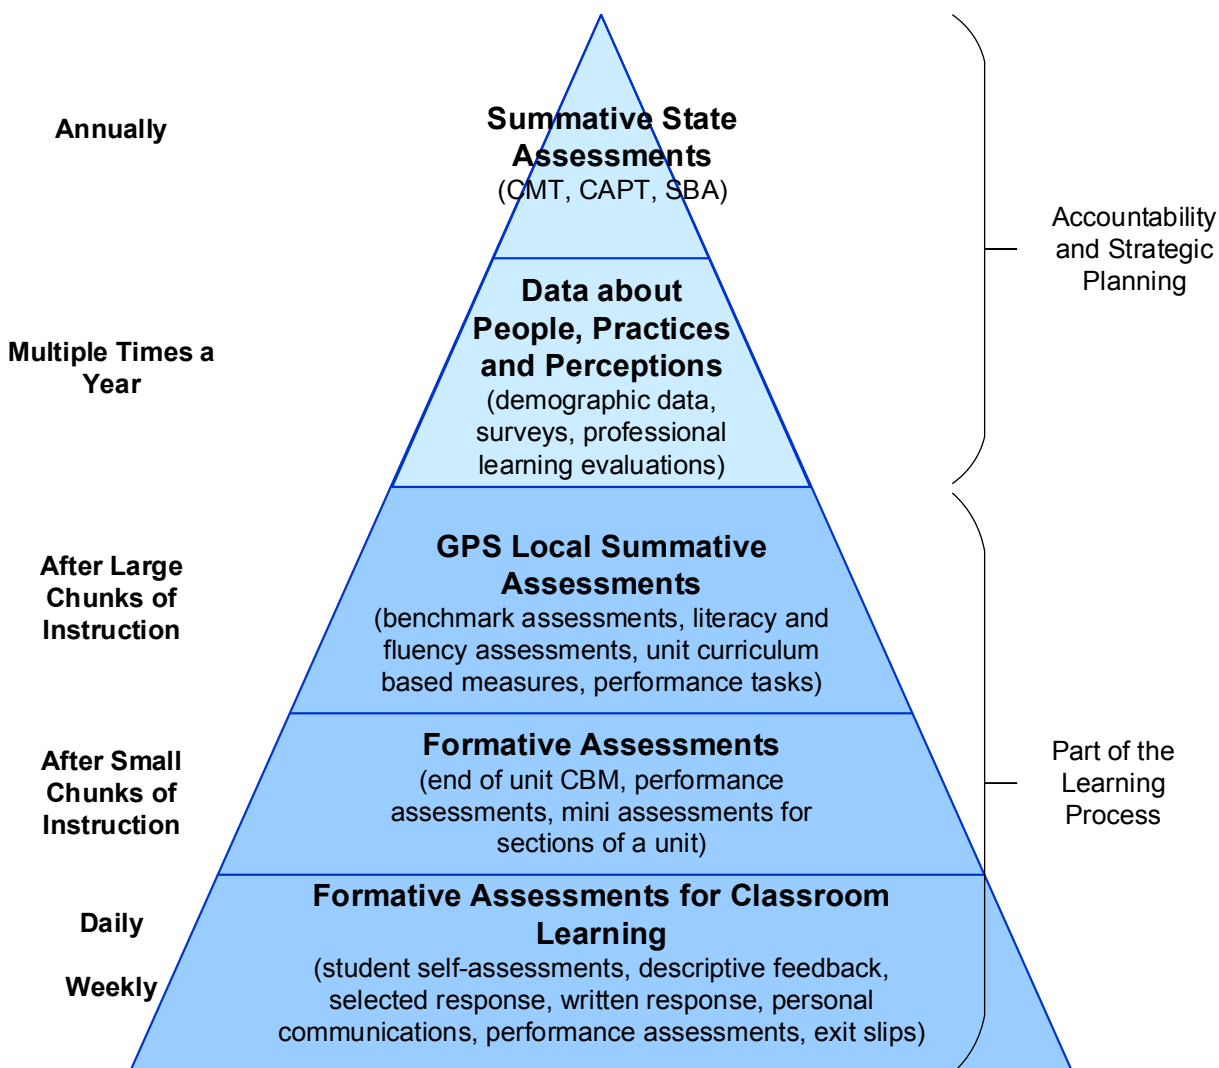 Annually
Summative State
Assessments
(CMT, CAPT, SBA)
Accountability
and Strategic
Planning
Multiple Times a
Year
Data about
People, Practices
and Perceptions
(demographic data,
surveys, professional
learning evaluations)
After Large
Chunks of
Instruction
GPS Local Summative
Assessments
(benchmark assessments, literacy and
fluency assessments, unit curriculum
based measures, performance tasks)
After Small
Chunks of
Instruction
Formative Assessments
(end of unit CBM, performance
assessments, mini assessments for
sections of a unit)
Part of the
Learning
Process
Daily
Weekly
Formative Assessments for Classroom
Learning
(student self-assessments, descriptive feedback,
selected response, written response, personal
communications, performance assessments, exit slips)